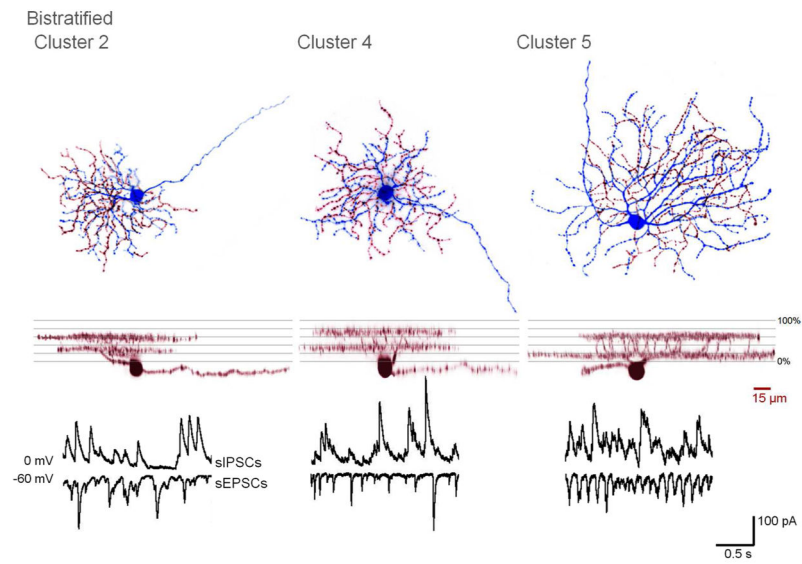 Bistratified
Cluster 2
Cluster 4
Cluster 5
100%
0%
15 μm
0 mV
sIPSCs
-60 mV
sEPSCs
100 pA
0.5 s